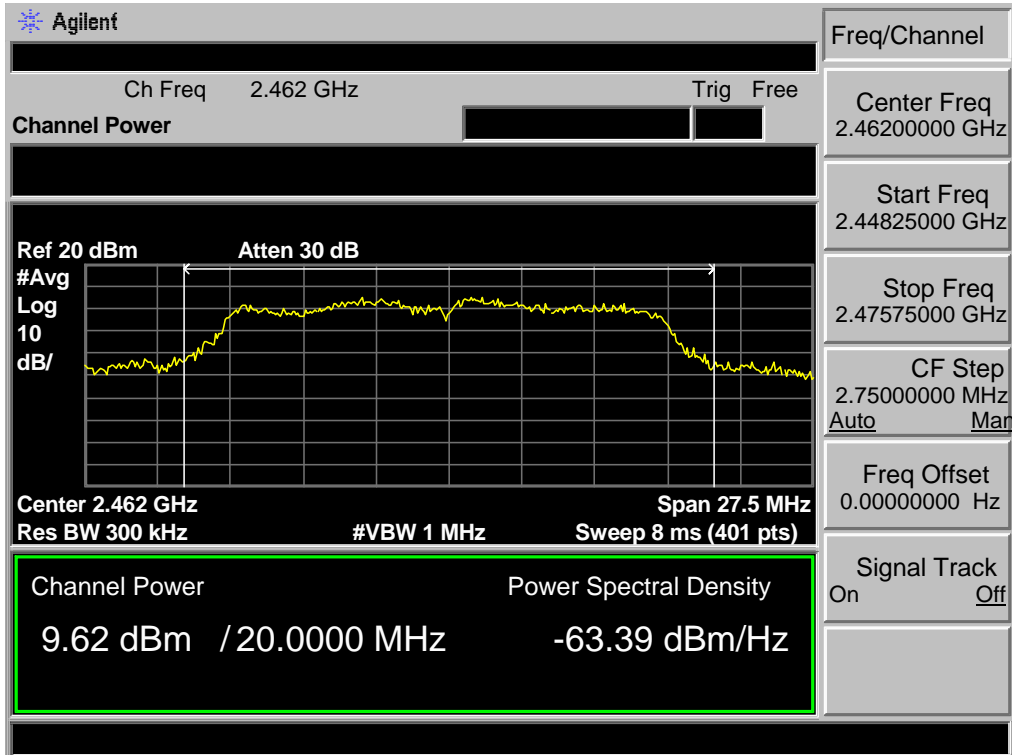 Agilent
Ch Freq 2.462 GHz Trig Free
Channel Power
Ref 20 dBm Atten 30 dB
#Avg
Log
10
dB/
Center 2.462 GHz Span 27.5 MHz
Res BW 300 kHz #VBW 1 MHz Sweep 8 ms (401 pts)
Channel Power Power Spectral Density
9.62 dBm / 20.0000 MHz -63.39 dBm/Hz
Freq/Channel
Center Freq
2.46200000 GHz
Start Freq
2.44825000 GHz
Stop Freq
2.47575000 GHz
CF Step
2.75000000 MHz
Auto Man
Freq Offset
0.00000000 Hz
Signal Track
On Off